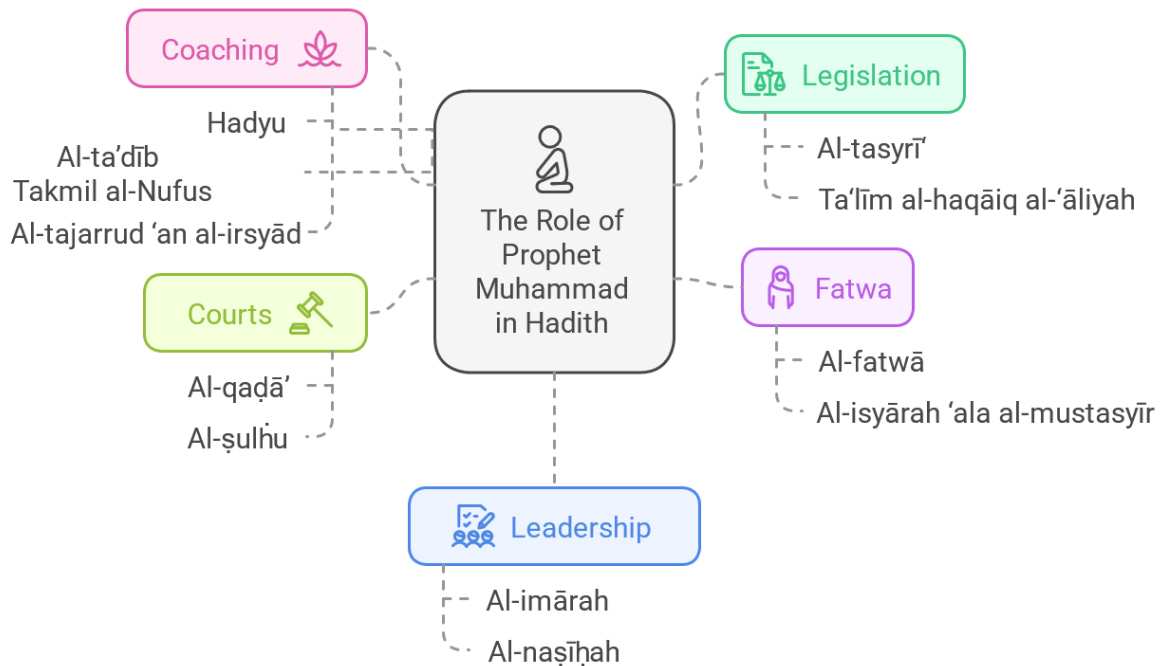 Coaching
Hadyu
Al-ta’dīb
Takmil al-Nufus
Al-tajarrud ‘an al-irsyād
Courts
Al-qaḍā’
Al-ṣulḣu
The Role of
Prophet
Muhammad
in Hadith
Legislation
Al-tasyrī‘
Ta‘līm al-haqāiq al-‘āliyah
Fatwa
Al-fatwā
Al-isyārah ‘ala al-mustasyīr
Leadership
Al-imārah
Al-naṣīḥah